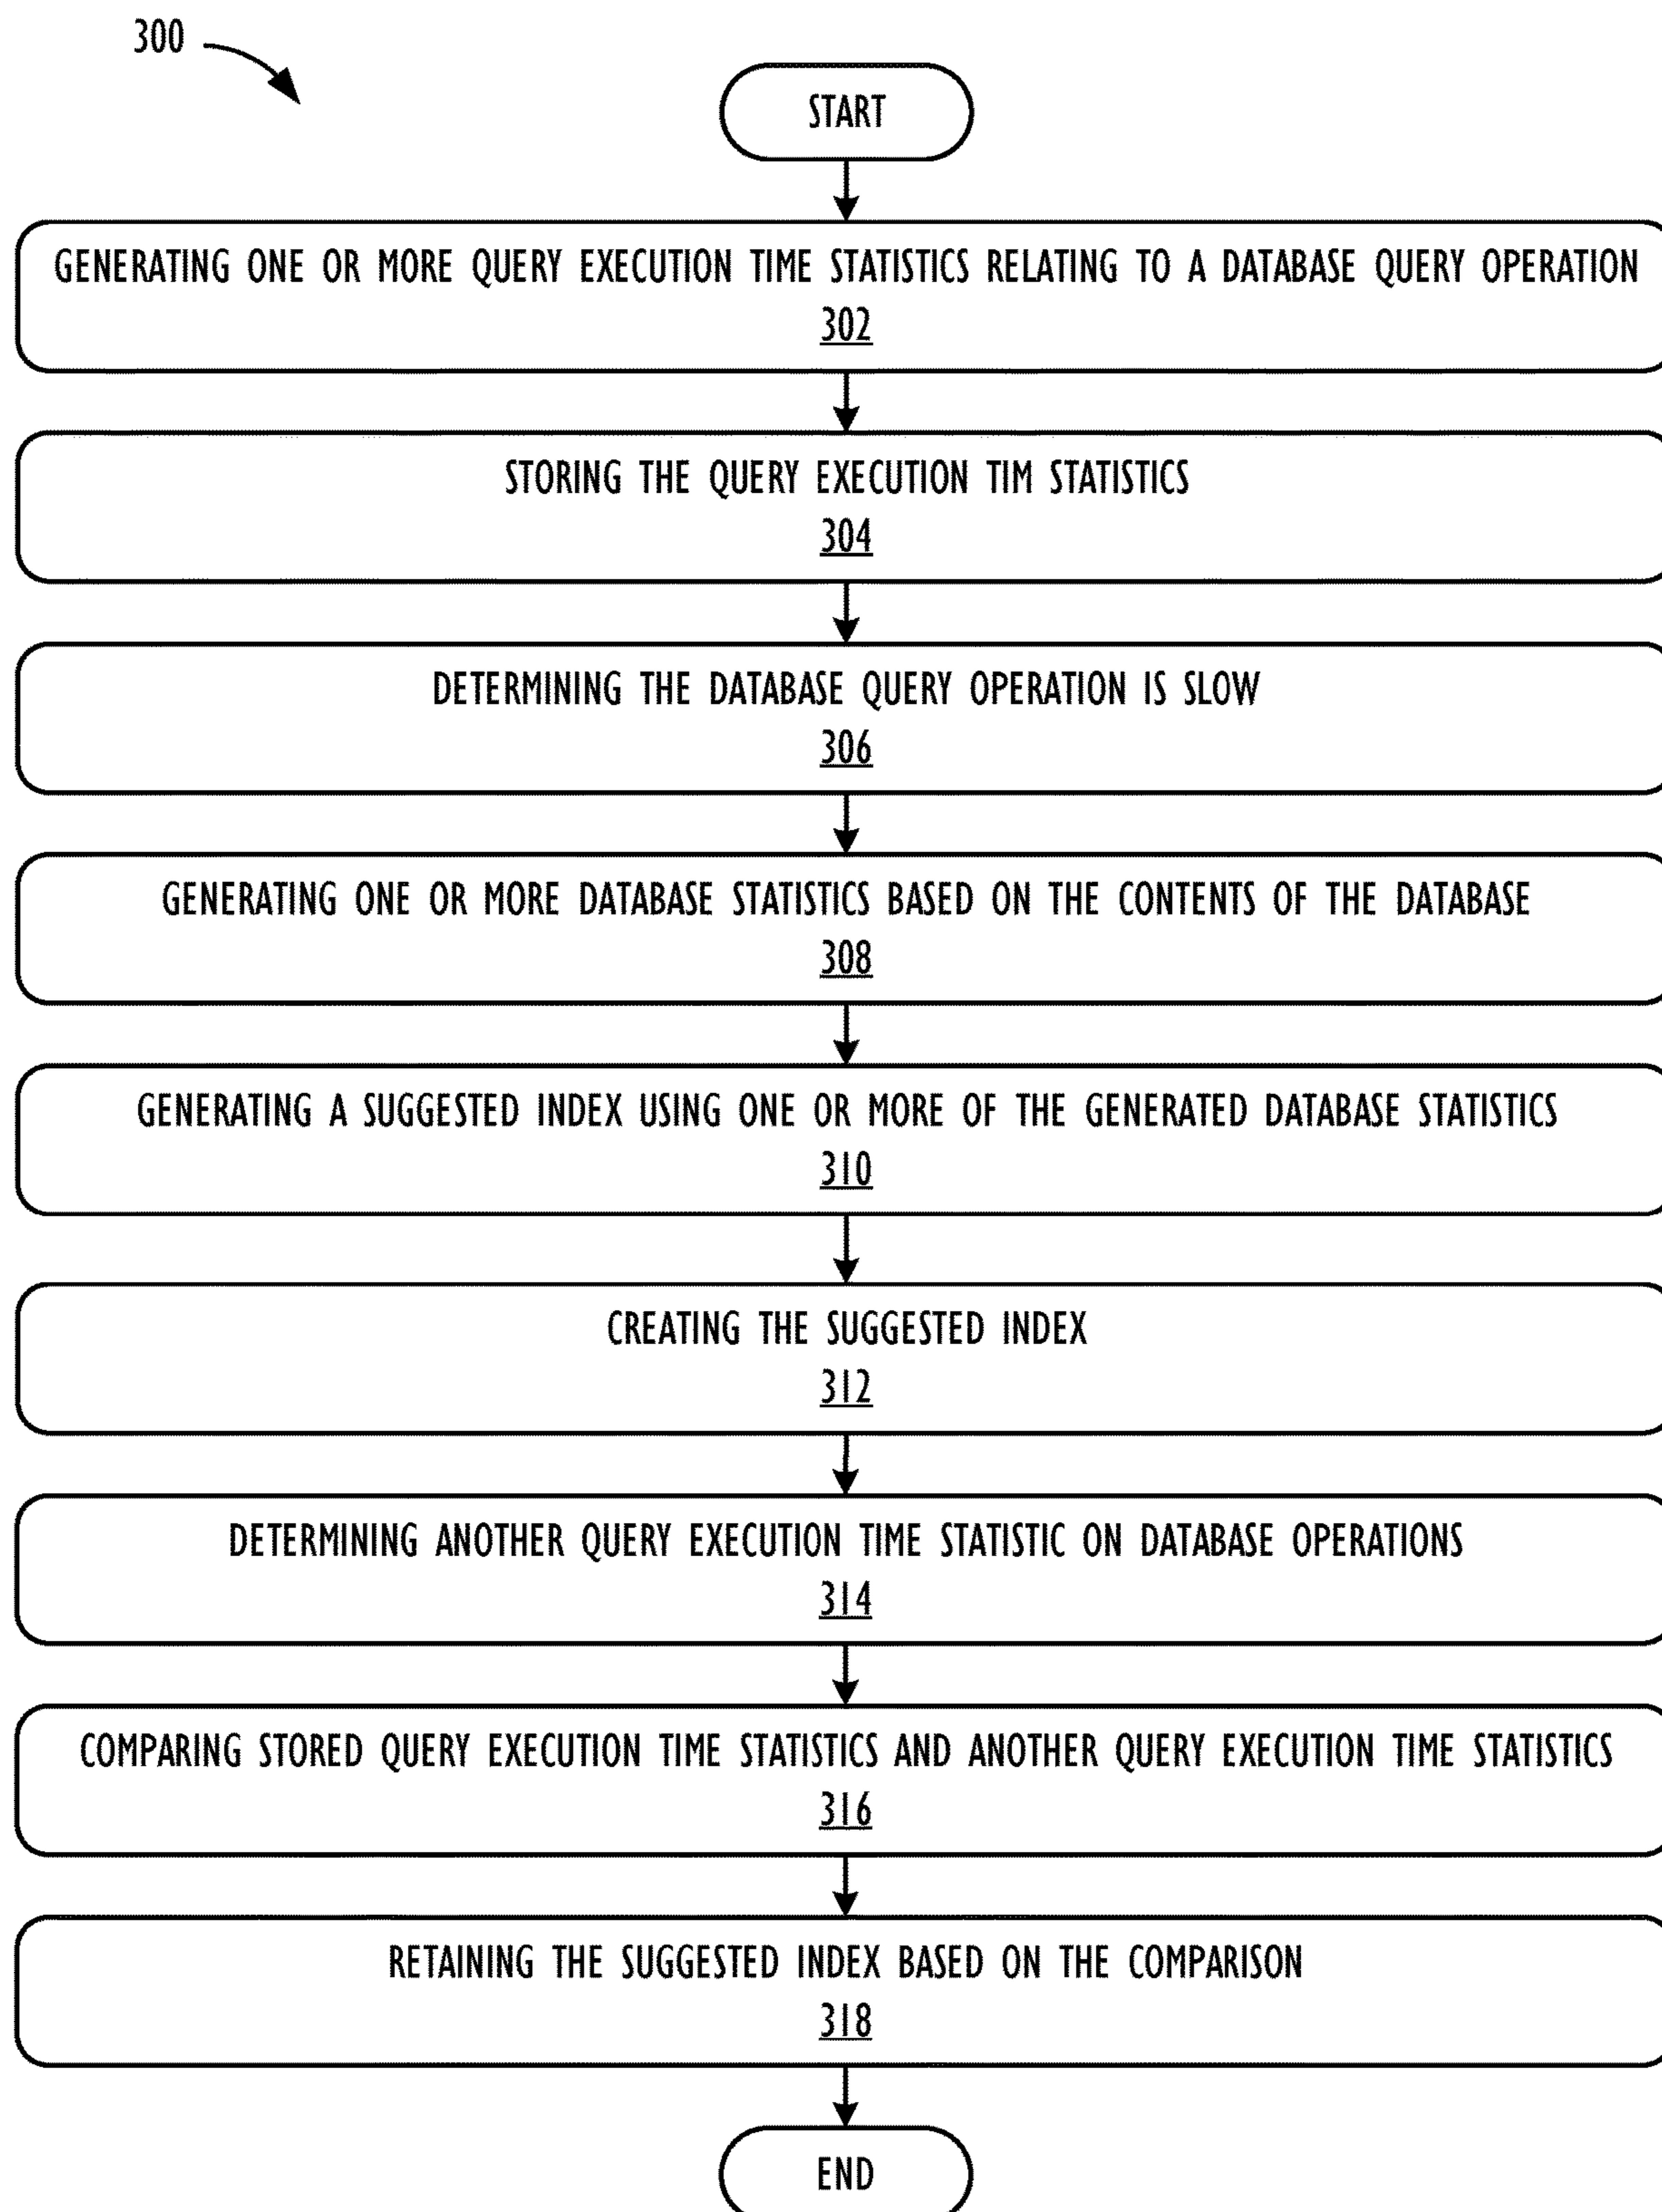 300
START
GENERATING ONE OR MORE QUERY EXECUTION TIME STATISTICS RELATING TO A DATABASE QUERY OPERATION
302
STORING THE QUERY EXECUTION TIM STATISTICS
304
DETERMINING THE DATABASE QUERY OPERATION IS SLOW
306
GENERATING ONE OR MORE DATABASE STATISTICS BASED ON THE CONTENTS OF THE DATABASE
308
GENERATING A SUGGESTED INDEX USING ONE OR MORE OF THE GENERATED DATABASE STATISTICS
310
CREATING THE SUGGESTED INDEX
312
DETERMINING ANOTHER QUERY EXECUTION TIME STATISTIC ON DATABASE OPERATIONS
314
COMPARING STORED QUERY EXECUTION TIME STATISTICS AND ANOTHER QUERY EXECUTION TIME STATISTICS
316
RETAINING THE SUGGESTED INDEX BASED ON THE COMPARISON
318
END